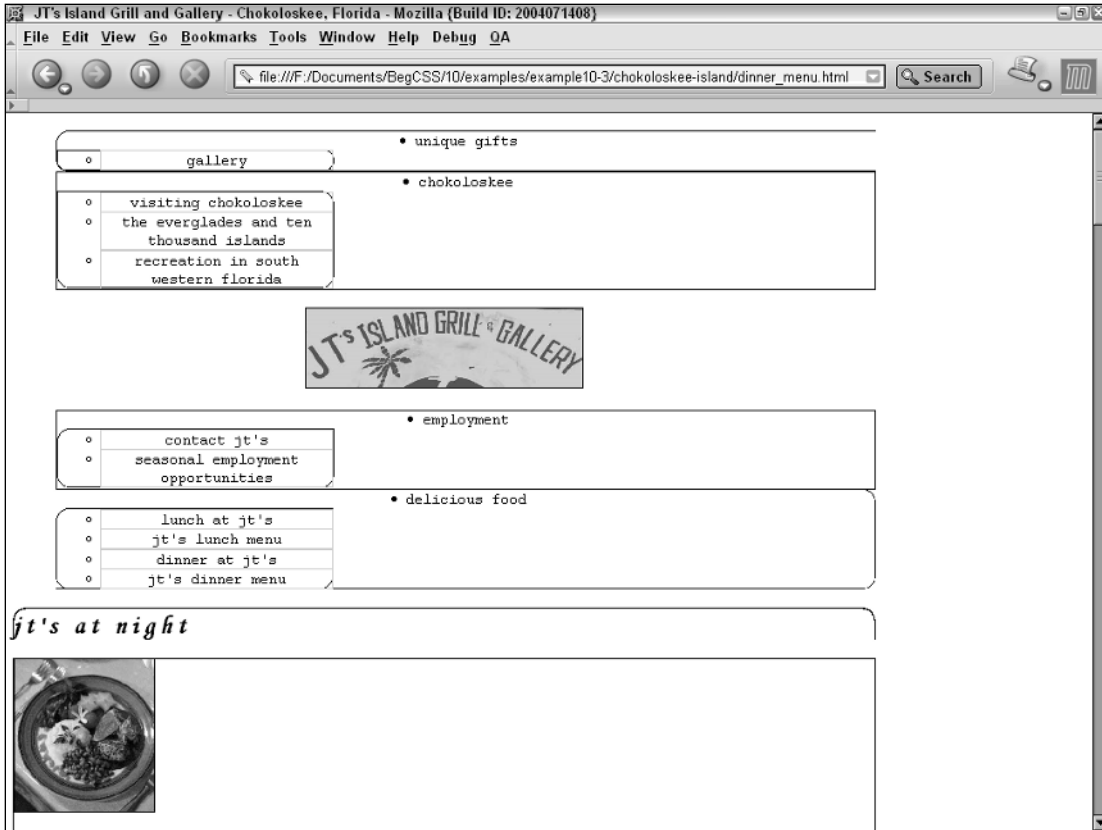 JT's Island Grill and Gallery - Chokoloskee, Florida - Mozilla {Build ID: 2004071408}
File Edit View Go Bookmarks Tools Window Help Debug QA
file:///F:/Documents/BegCSS/10/examples/example10-3/chokoloskee-island/dinner_menu.html Search
• unique gifts
gallery
• chokoloskee
visiting chokoloskee
the everglades and ten
thousand islands
recreation in south
western florida
JT's ISLAND GRILL & GALLERY
• employment
contact jt's
seasonal employment
opportunities
• delicious food
lunch at jt's
jt's lunch menu
dinner at jt's
jt's dinner menu
jt's at night